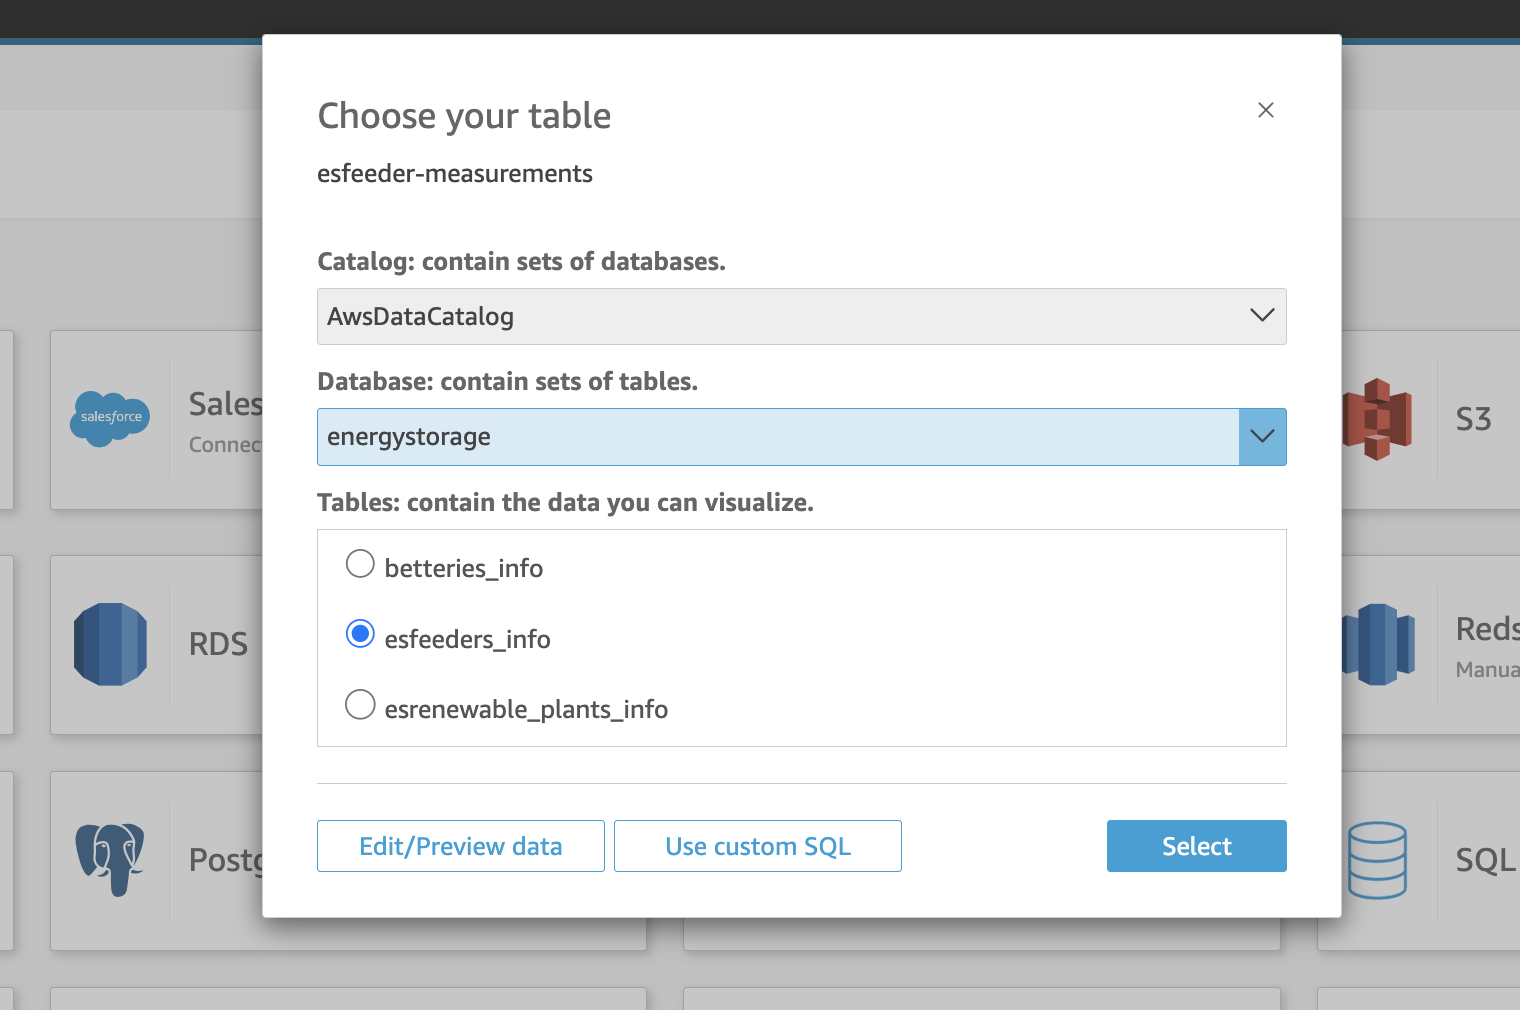 Choose your table
esfeeder-measurements
Catalog: contain sets of databases.
AwsDataCatalog
Database: contain sets of tables.
energystorage
Tables: contain the data you can visualize.
betteries_info
esfeeders_info
esrenewable_plants_info
Edit/Preview data
Use custom SQL
Select
salesforce
Sales
Connec
S3
RDS
Reds
Manua
Postg
SQL